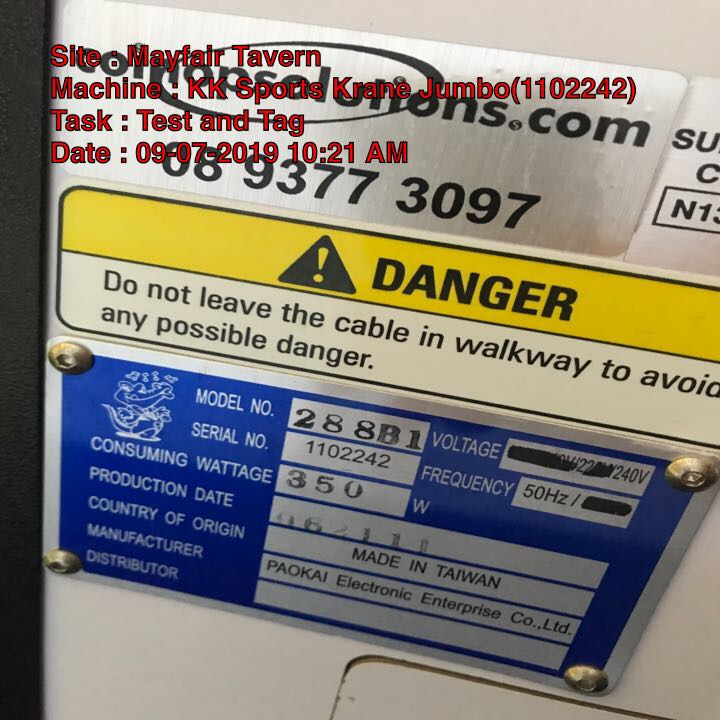 Site : Mayfair Tavern
Machine : KK Sports Krane Jumbo(1102242)
Task : Test and Tag
Date : 09-07-2019 10:21 AM
coinopsolutions.com
08 9377 3097
SU
C
N13
DANGER
Do not leave the cable in walkway to avoid
any possible danger.
MODEL NO. 288B1
SERIAL NO. 1102242
VOLTAGE /240V
CONSUMING WATTAGE 350 W
FREQUENCY 50Hz /
PRODUCTION DATE
COUNTRY OF ORIGIN MADE IN TAIWAN
MANUFACTURER PAOKAI Electronic Enterprise Co.,Ltd.
DISTRIBUTOR